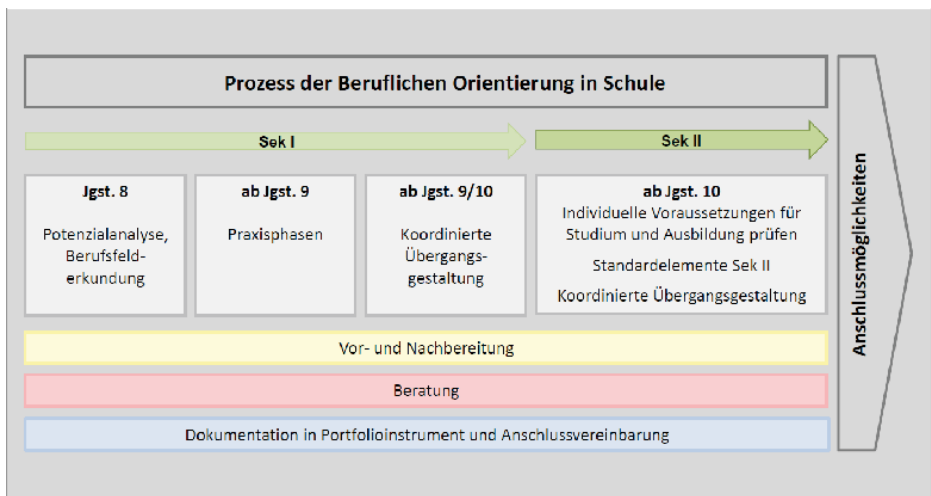 Prozess der Beruflichen Orientierung in Schule
Sek I
Sek II
Jgst. 8
Potenzialanalyse,
Berufsfeld-
erkundung
ab Jgst. 9
Praxisphasen
ab Jgst. 9/10
Koordinierte
Übergangs-
gestaltung
ab Jgst. 10
Individuelle Voraussetzungen für
Studium und Ausbildung prüfen
Standardelemente Sek II
Koordinierte Übergangsgestaltung
Vor- und Nachbereitung
Beratung
Dokumentation in Portfolioinstrument und Anschlussvereinbarung
Anschlussmöglichkeiten